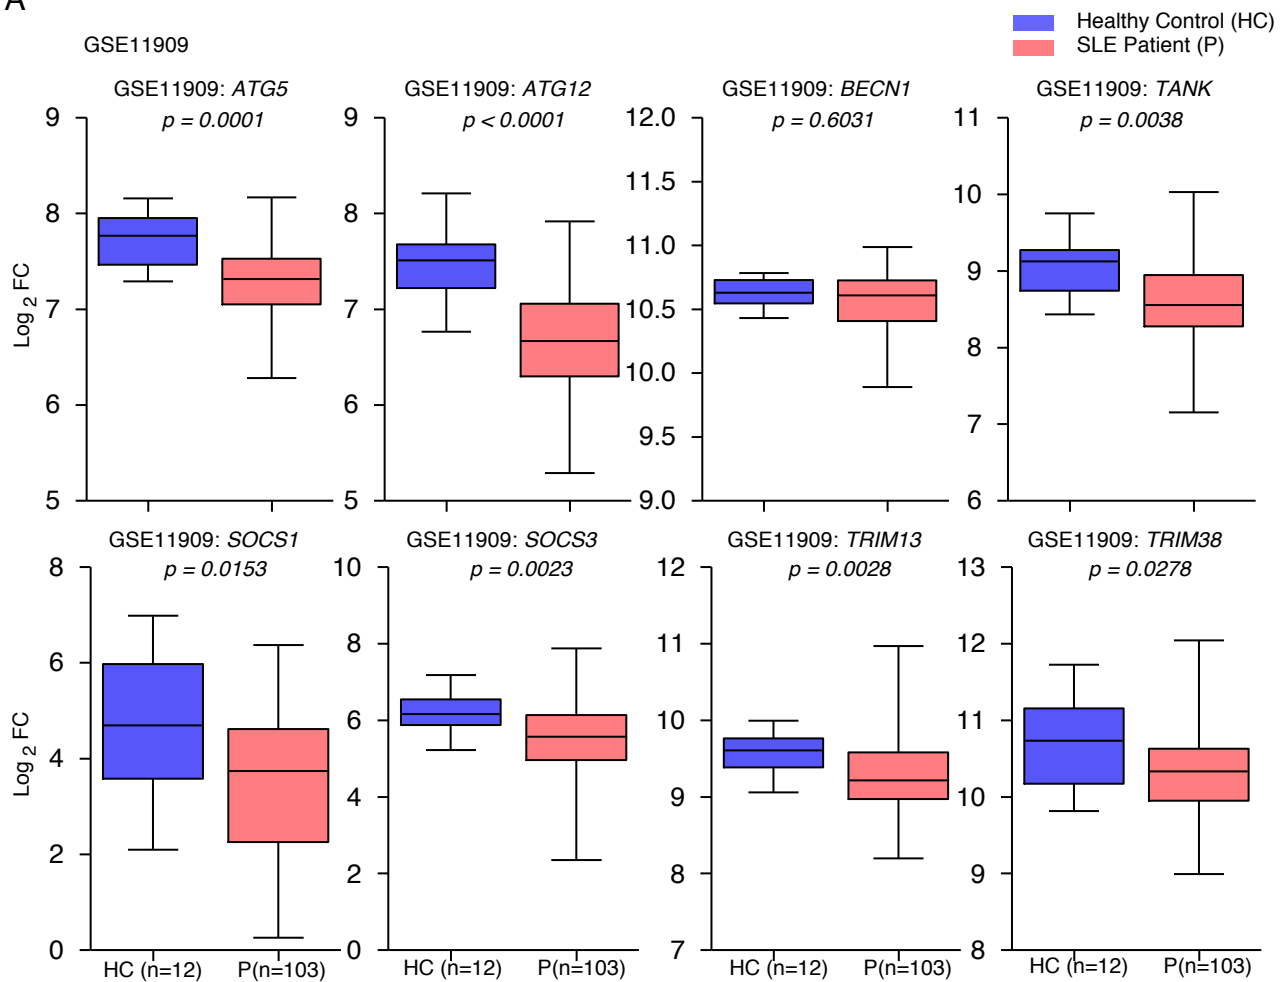 A
Healthy Control (HC)
SLE Patient (P)
GSE11909
GSE11909: ATG5
p = 0.0001
GSE11909: ATG12
p < 0.0001
GSE11909: BECN1
p = 0.6031
GSE11909: TANK
p = 0.0038
Log 2 FC
9
8
7
6
5
9
8
7
6
5
12.0
11.5
11.0
10.5
10.0
9.5
9.0
11
10
9
8
7
6
GSE11909: SOCS1
p = 0.0153
GSE11909: SOCS3
p = 0.0023
GSE11909: TRIM13
p = 0.0028
GSE11909: TRIM38
p = 0.0278
Log 2 FC
8
6
4
2
0
10
8
6
4
2
0
12
11
10
9
8
7
13
12
11
10
9
8
HC (n=12) P(n=103)
HC (n=12) P(n=103)
HC (n=12) P(n=103)
HC (n=12) P(n=103)